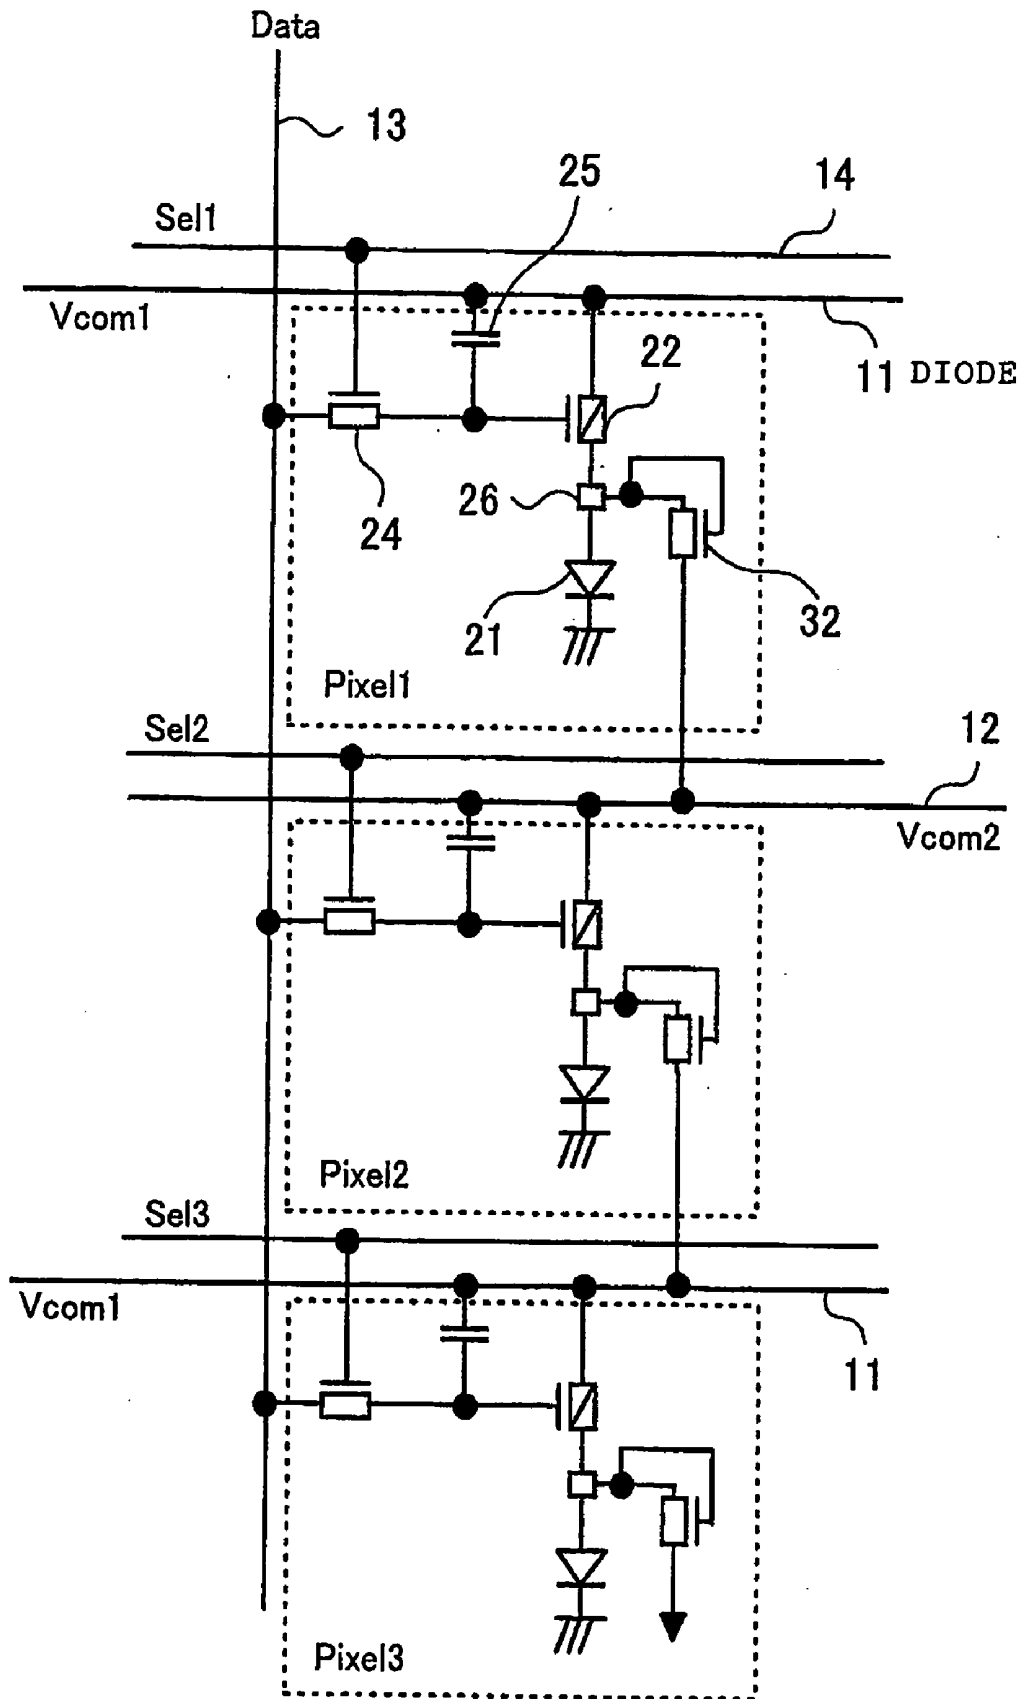 Data
13
25
14
Sel1
Vcom1
11 DIODE
22
26
24
21
32
Pixel1
Sel2
12
Vcom2
Pixel2
Sel3
Vcom1
11
Pixel3